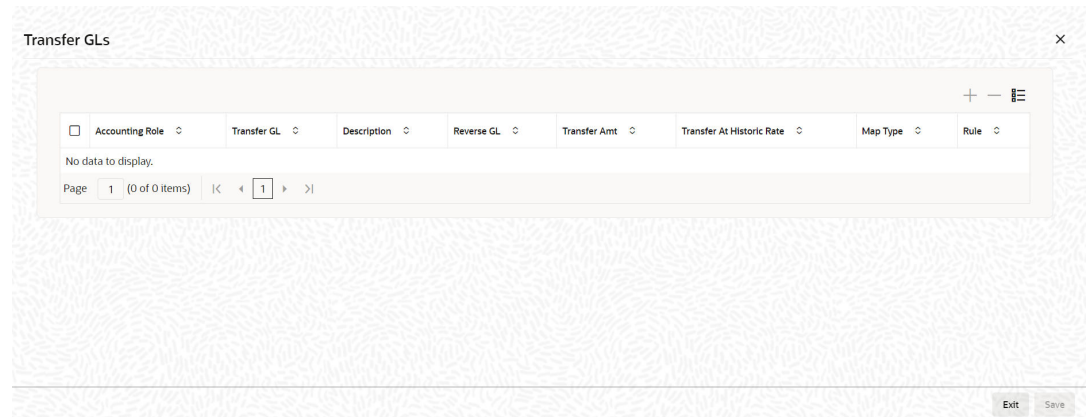 Transfer GLs
Accounting Role Transfer GL Description Reverse GL Transfer Amt Transfer At Historic Rate Map Type Rule
No data to display.
Page 1 (0 of 0 items) 1
Exit Save